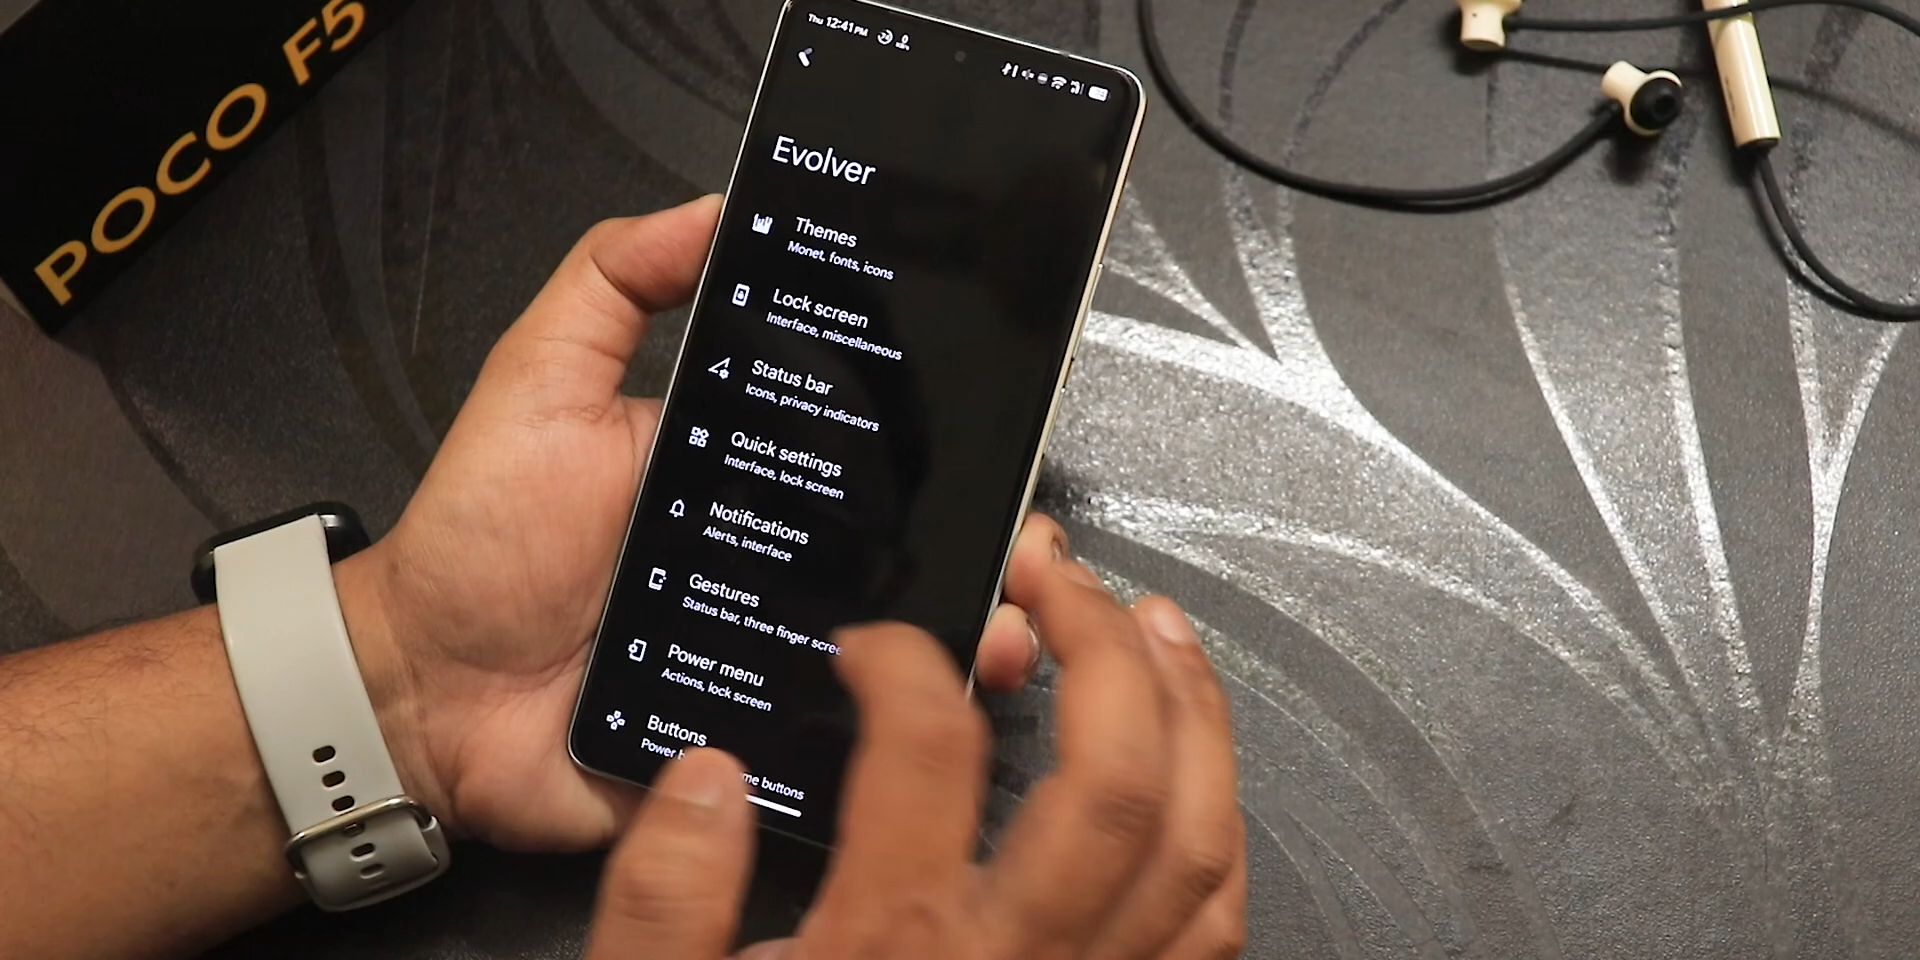 POCO F5
Thu 12:41 PM
Evolver
Themes
Monet, fonts, icons
Lock screen
Interface, miscellaneous
Status bar
Icons, privacy indicators
Quick settings
Interface, lock screen
Notifications
Alerts, interface
Gestures
Status bar, three finger scree
Power menu
Actions, lock screen
Buttons
Power buttons